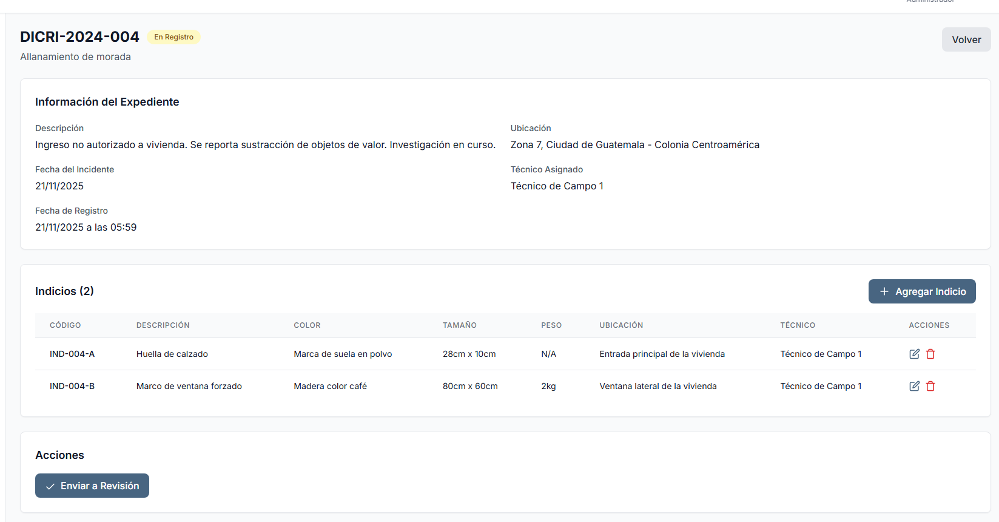 Administrador
DICRI-2024-004 En Registro
Volver
Allanamiento de morada
Información del Expediente
Descripción Ubicación
Ingreso no autorizado a vivienda. Se reporta sustracción de objetos de valor. Investigación en curso. Zona 7, Ciudad de Guatemala - Colonia Centroamérica
Fecha del Incidente Técnico Asignado
21/11/2025 Técnico de Campo 1
Fecha de Registro
21/11/2025 a las 05:59
Indicios (2) Agregar Indicio
CÓDIGO DESCRIPCIÓN COLOR TAMAÑO PESO UBICACIÓN TÉCNICO ACCIONES
IND-004-A Huella de calzado Marca de suela en polvo 28cm x 10cm N/A Entrada principal de la vivienda Técnico de Campo 1
IND-004-B Marco de ventana forzado Madera color café 80cm x 60cm 2kg Ventana lateral de la vivienda Técnico de Campo 1
Acciones
Enviar a Revisión